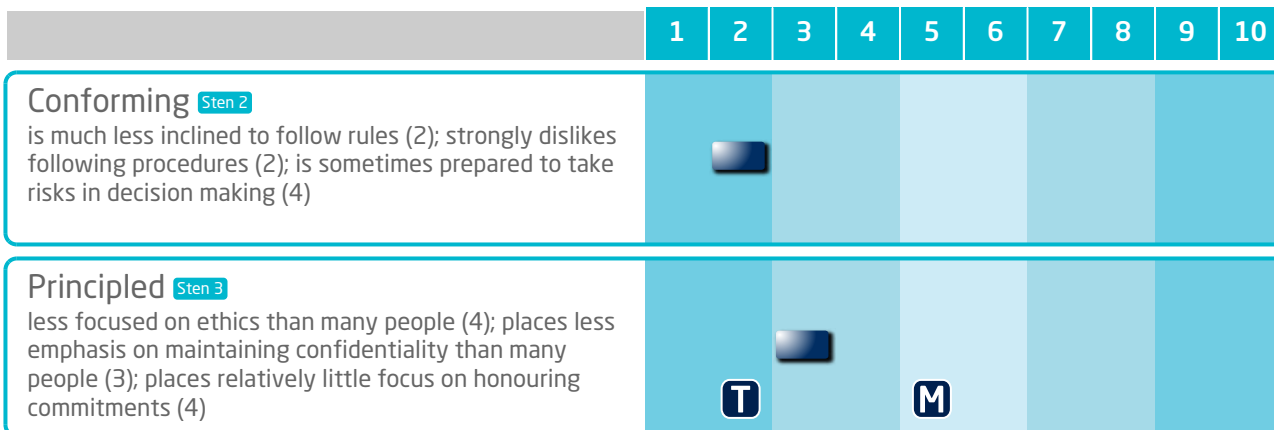 1 2 3 4 5 6 7 8 9 10
Conforming Sten 2
is much less inclined to follow rules (2); strongly dislikes
following procedures (2); is sometimes prepared to take
risks in decision making (4)
Principled Sten 3
less focused on ethics than many people (4); places less
emphasis on maintaining confidentiality than many
people (3); places relatively little focus on honouring
commitments (4)
T M